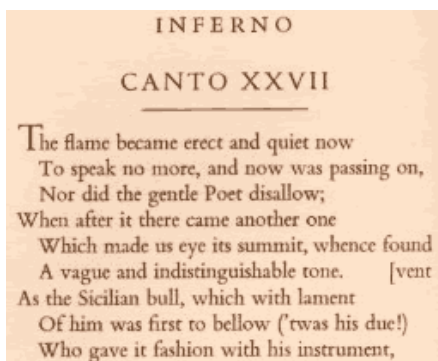 INFERNO
CANTO XXVII
The flame became erect and quiet now
To speak no more, and now was passing on,
Nor did the gentle Poet disallow;
When after it there came another one
Which made us eye its summit, whence found
A vague and indistinguishable tone. [vent
As the Sicilian bull, which with lament
Of him was first to bellow ('twas his due!)
Who gave it fashion with his instrument,